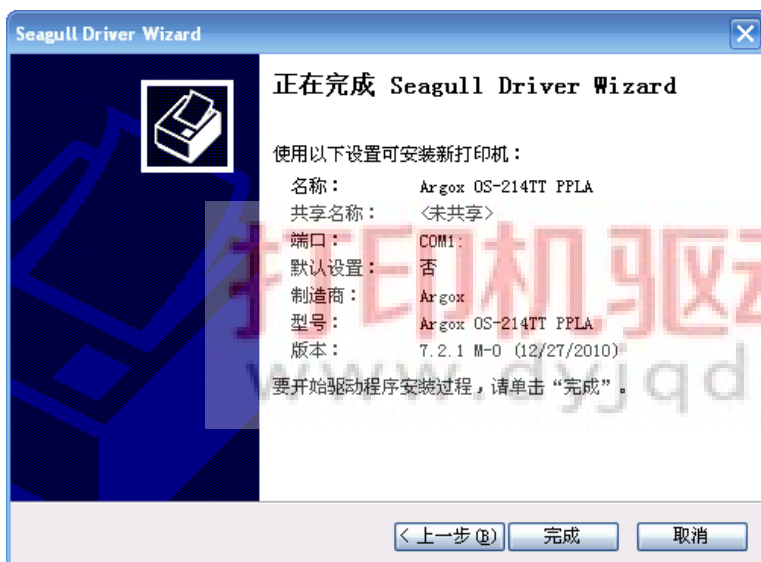 Seagull Driver Wizard
正在完成 Seagull Driver Wizard
使用以下设置可安装新打印机：
名称： Argox OS-214TT PPLA
共享名称： <未共享>
端口： COM1:
默认设置： 否
制造商： Argox
型号： Argox OS-214TT PPLA
版本： 7.2.1 M-0 (12/27/2010)
打印机驱动
www.dyjqd
要开始驱动程序安装过程，请单击“完成”。
< 上一步(B)
完成
取消